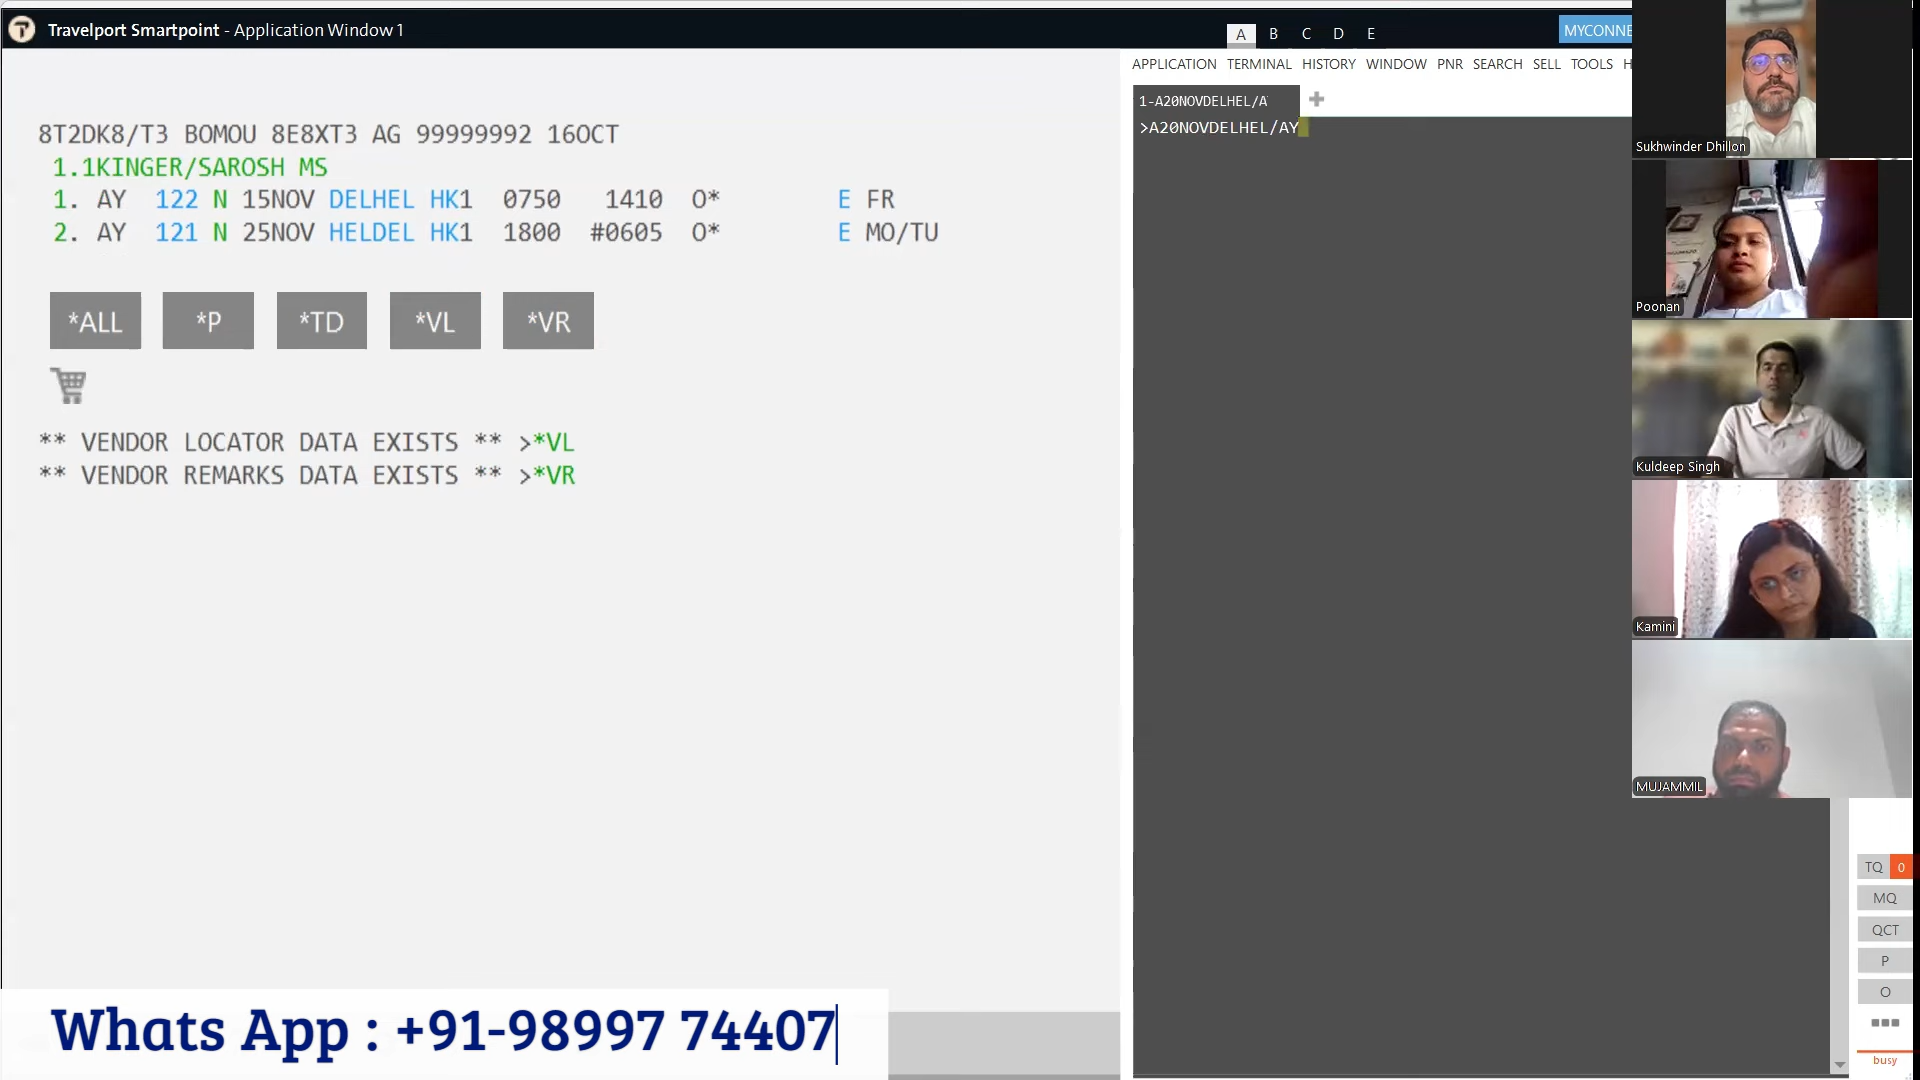 Travelport Smartpoint - Application Window 1
A B C D E
MYCONNE
APPLICATION TERMINAL HISTORY WINDOW PNR SEARCH SELL TOOLS H
8T2DK8/T3 BOMOU 8E8XT3 AG 99999992 16OCT
1.1KINGER/SAROSH MS
1. AY 122 N 15NOV DELHEL HK1 0750 1410 O* E FR
2. AY 121 N 25NOV HELDEL HK1 1800 #0605 O* E MO/TU
*ALL *P *TD *VL *VR
** VENDOR LOCATOR DATA EXISTS ** >*VL
** VENDOR REMARKS DATA EXISTS ** >*VR
1-A20NOVDELHEL/A
>A20NOVDELHEL/AY
Sukhwinder Dhillon
Poonan
Kuldeep Singh
Kamini
MUJAMMIL
TQ 0
MQ
QCT
P
O
busy
Whats App : +91-98997 74407